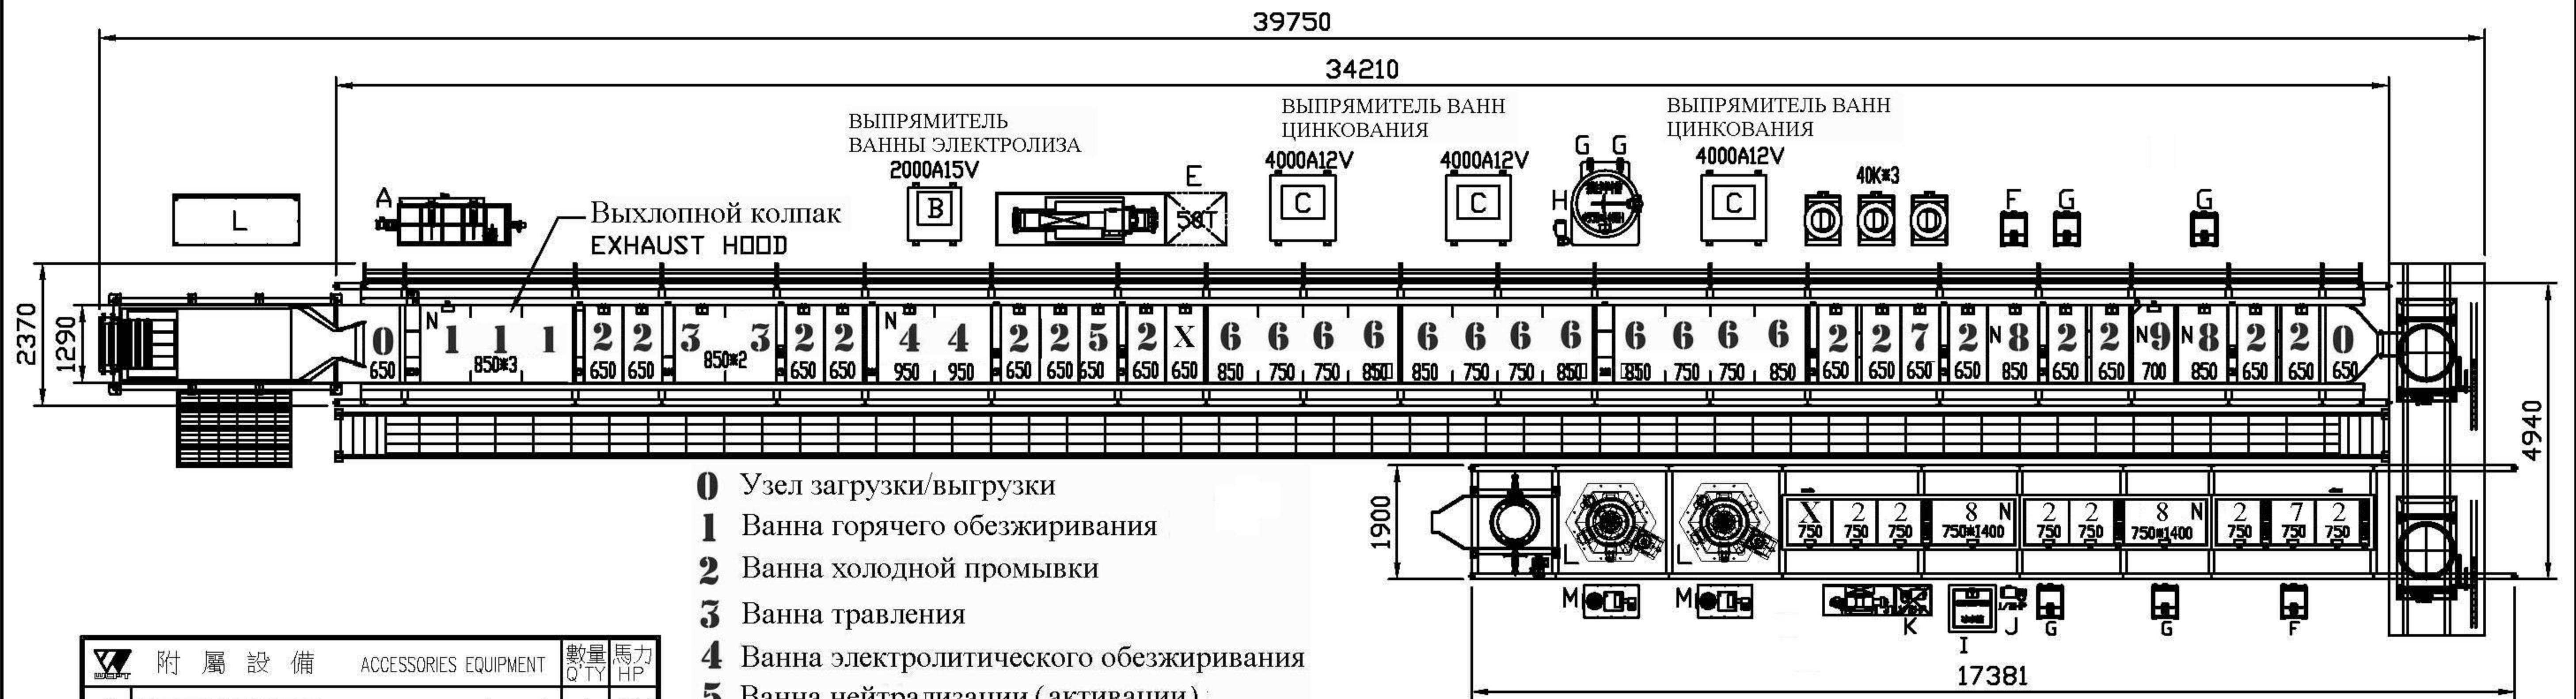 39750
34210
ВЫПРЯМИТЕЛЬ
ВАННЫ ЭЛЕКТРОЛИЗА
2000A15V
ВЫПРЯМИТЕЛЬ ВАНН
ЦИНКОВАНИЯ
4000A12V
4000A12V
ВЫПРЯМИТЕЛЬ ВАНН
ЦИНКОВАНИЯ
4000A12V
G G
40K*3
L
A
Выхлопной колпак
EXHAUST HOOD
B
E
50T
C
C
H
C
F
G
G
2370
1290
0 N 1 1 1 2 2 3 3 2 2 N 4 4 2 2 5 2 X 6 6 6 6 6 6 6 6 6 6 6 6 2 2 7 2 N 8 2 2 N 9 N 8 2 2 0
650 850*3 650 650 850*2 650 650 950 950 650 650 650 650 650 850 750 750 850 850 750 750 850 850 750 750 850 650 650 650 650 850 650 650 700 850 650 650 650
4940
1900
L
L
X 2 2 8 N 2 2 8 N 2 7 2
750 750 750 750*1400 750 750 750*1400 750 750 750
M
M
K
I
J
G
G
F
17381
0 Узел загрузки/выгрузки
1 Ванна горячего обезжиривания
2 Ванна холодной промывки
3 Ванна травления
4 Ванна электролитического обезжиривания
5 Ванна нейтрализации (активации)
附屬設備 ACCESSORIES EQUIPMENT 數量 Q'TY 馬力 HP